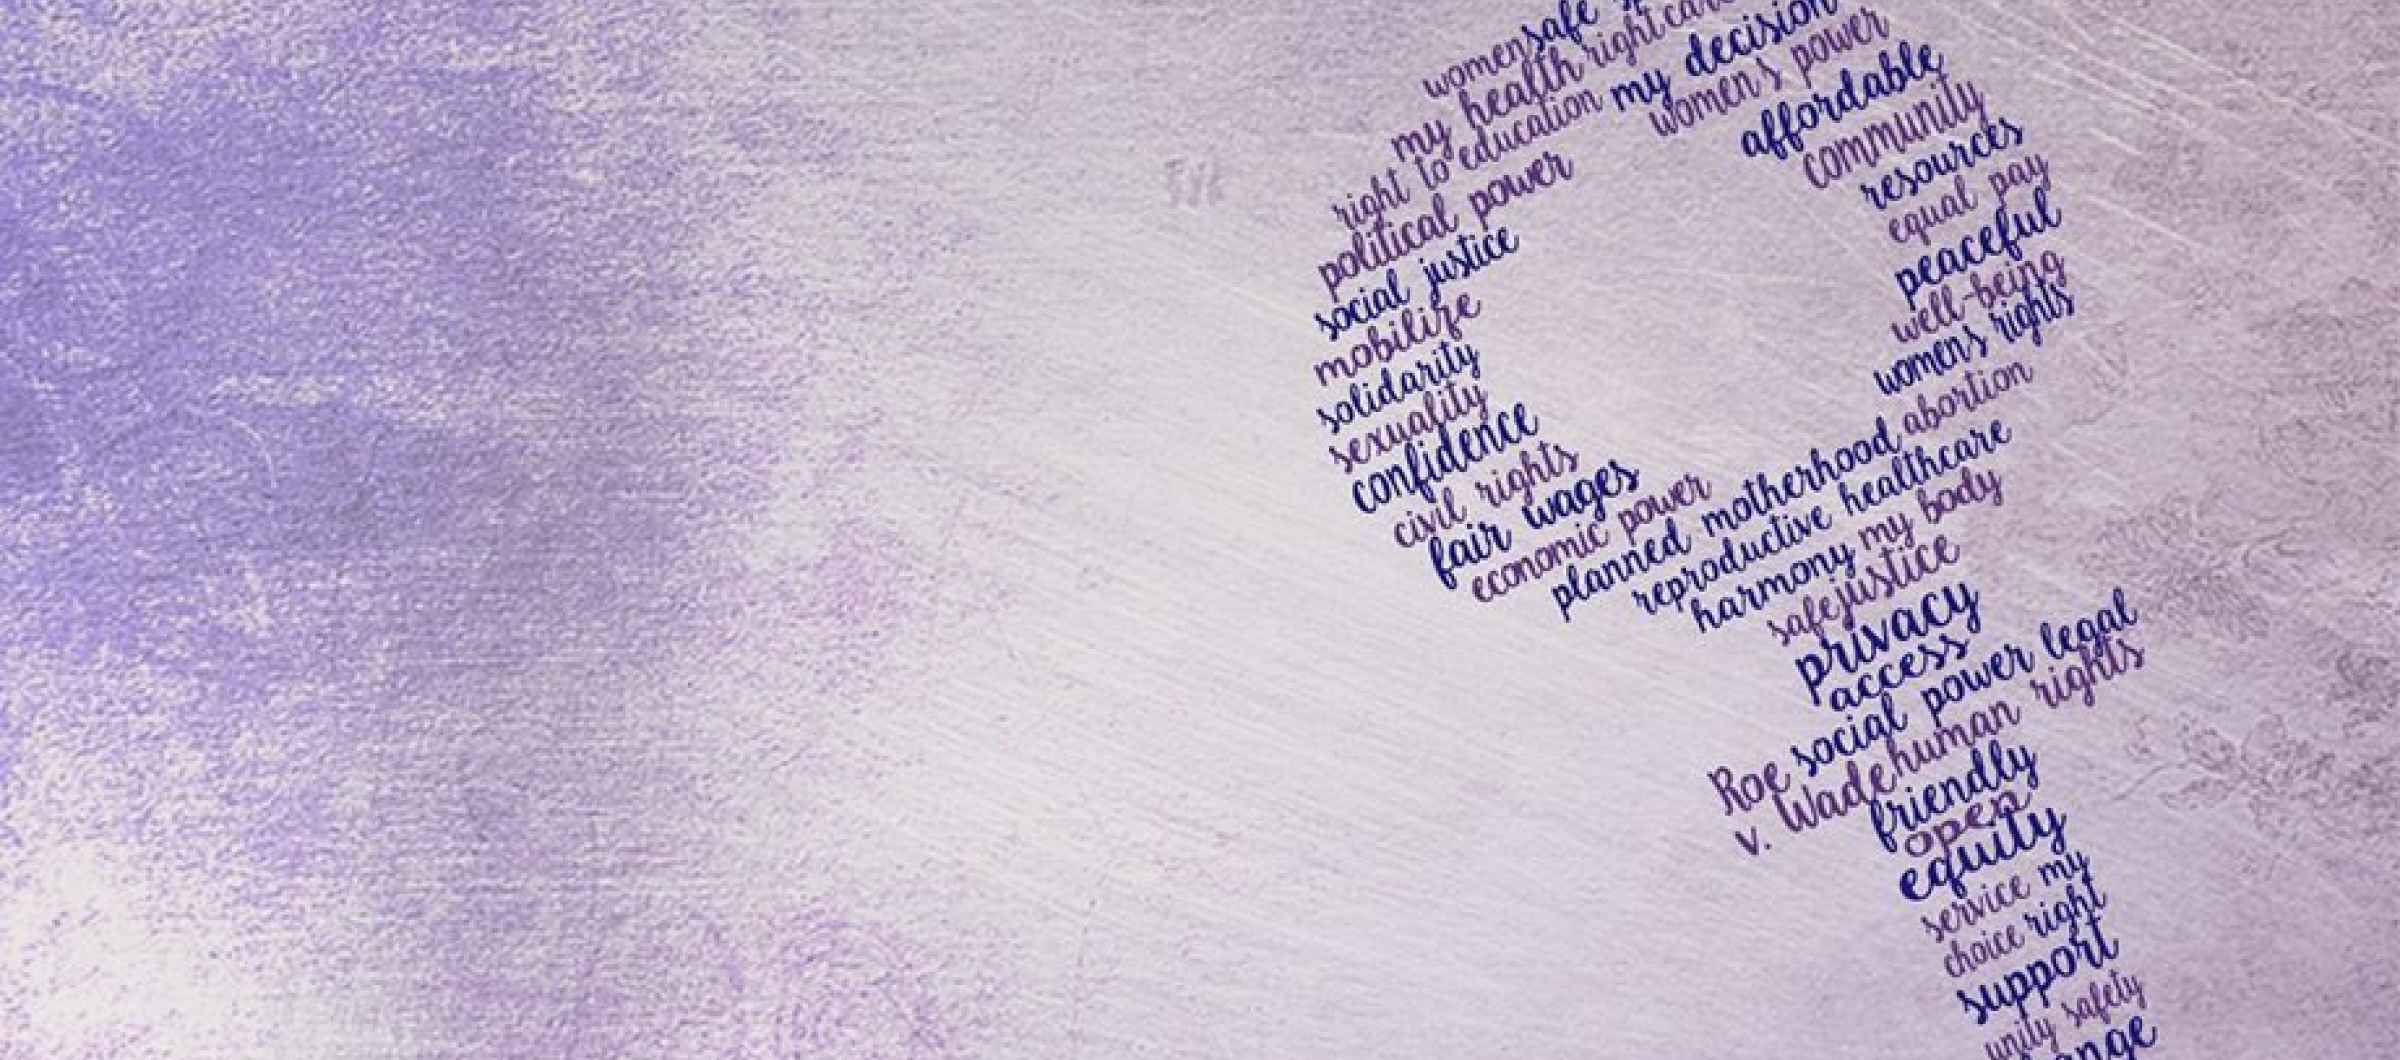 women safe
my health right care
right to education my decision
women's power
political power
affordable
community
social justice
resources
mobilize
equal pay
solidarity
peaceful
sexuality
well-being
confidence
women's rights
civil rights
abortion
fair wages
economic power
planned motherhood
reproductive healthcare
harmony my body
safe justice
privacy
access
social power legal
Roe
v. Wade human rights
friendly
open
equity
service my
choice right
support
unity safety